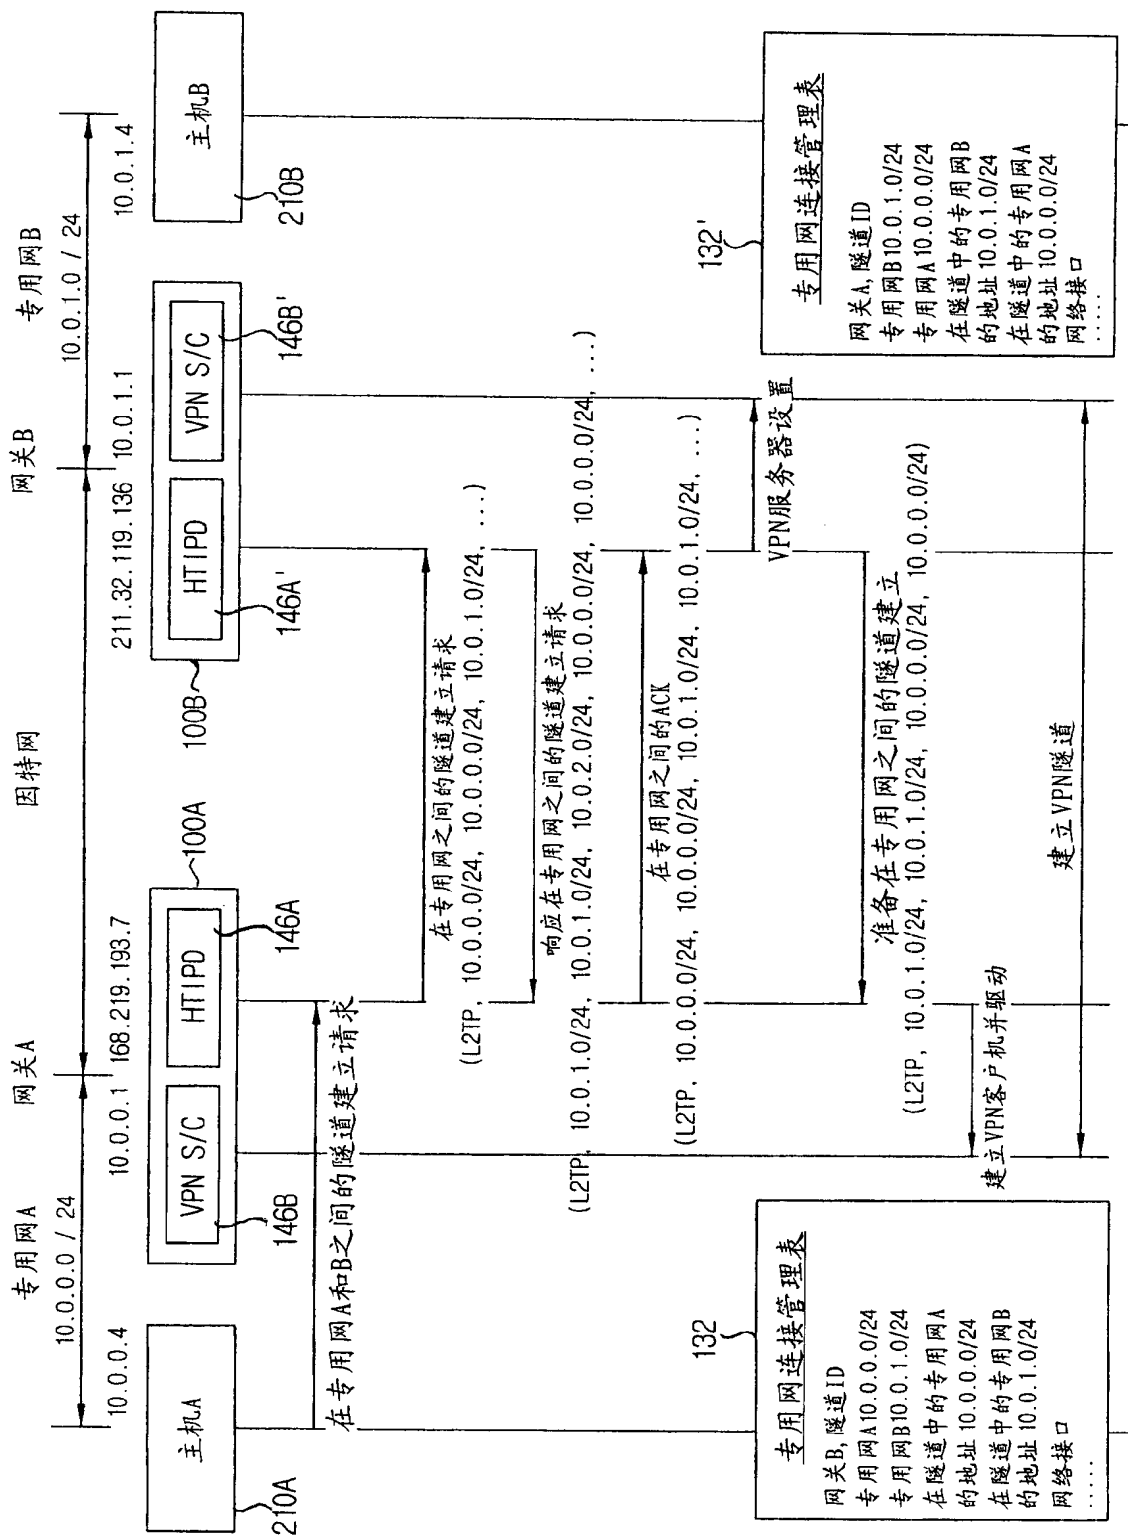 专用网A
网关A
因特网
网关B
专用网B
10.0.0.0 / 24
10.0.1.0 / 24
10.0.0.4
10.0.0.1
168.219.193.7
211.32.119.136
10.0.1.1
10.0.1.4
100A
100B
主机A
VPN S/C
HTIPD
HTIPD
VPN S/C
主机B
210A
146B
146A
146A'
146B'
210B
在专用网A和B之间的隧道建立请求
在专用网之间的隧道建立请求
(L2TP, 10.0.0.0/24, 10.0.0.0/24, 10.0.1.0/24, ...)
响应在专用网之间的隧道建立请求
(L2TP, 10.0.1.0/24, 10.0.1.0/24, 10.0.2.0/24, 10.0.0.0/24, 10.0.0.0/24, ...)
在专用网之间的ACK
(L2TP, 10.0.0.0/24, 10.0.0.0/24, 10.0.1.0/24, 10.0.1.0/24, ...)
VPN服务器设置
准备在专用网之间的隧道建立
(L2TP, 10.0.1.0/24, 10.0.1.0/24, 10.0.0.0/24, 10.0.0.0/24)
建立VPN客户机并驱动
建立VPN隧道
132
专用网连接管理表
网关B,隧道ID
专用网A10.0.0.0/24
专用网B10.0.1.0/24
在隧道中的专用网A
的地址10.0.0.0/24
在隧道中的专用网B
的地址10.0.1.0/24
网络接口
.....
132'
专用网连接管理表
网关A,隧道ID
专用网B10.0.1.0/24
专用网A10.0.0.0/24
在隧道中的专用网B
的地址10.0.1.0/24
在隧道中的专用网A
的地址10.0.0.0/24
网络接口
.....